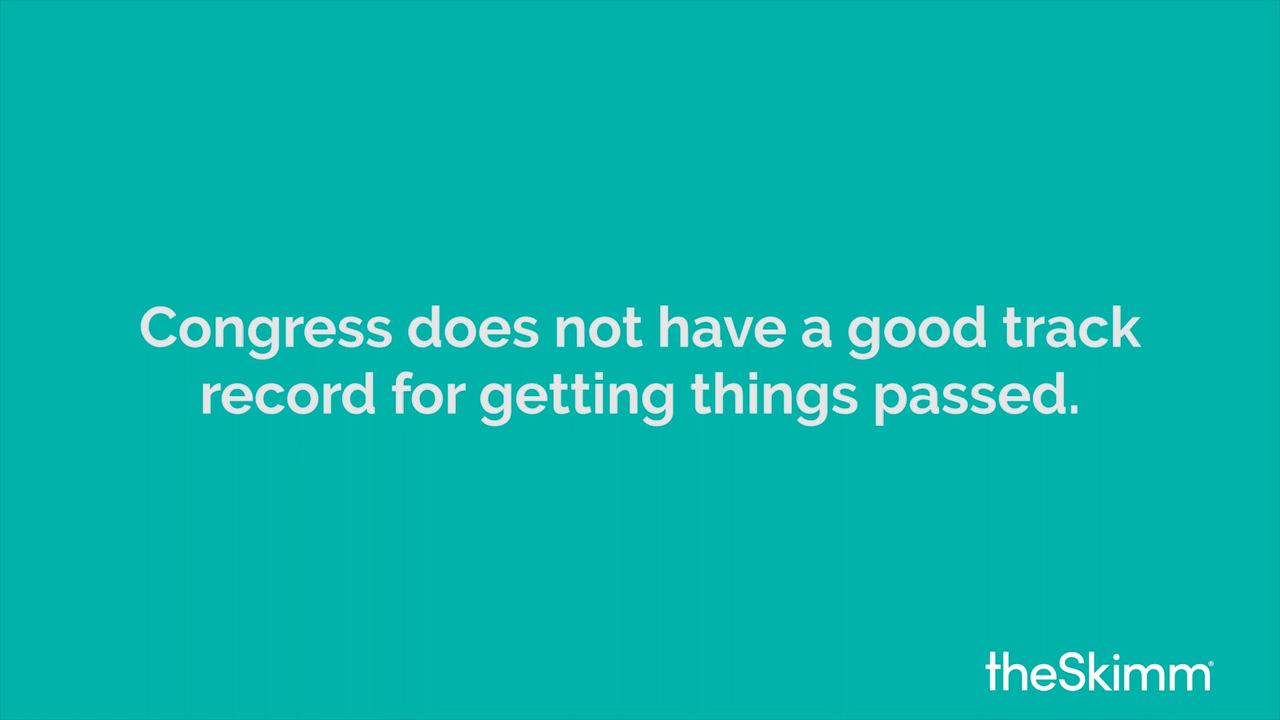 Congress does not have a good track
record for getting things passed.
theSkimm®